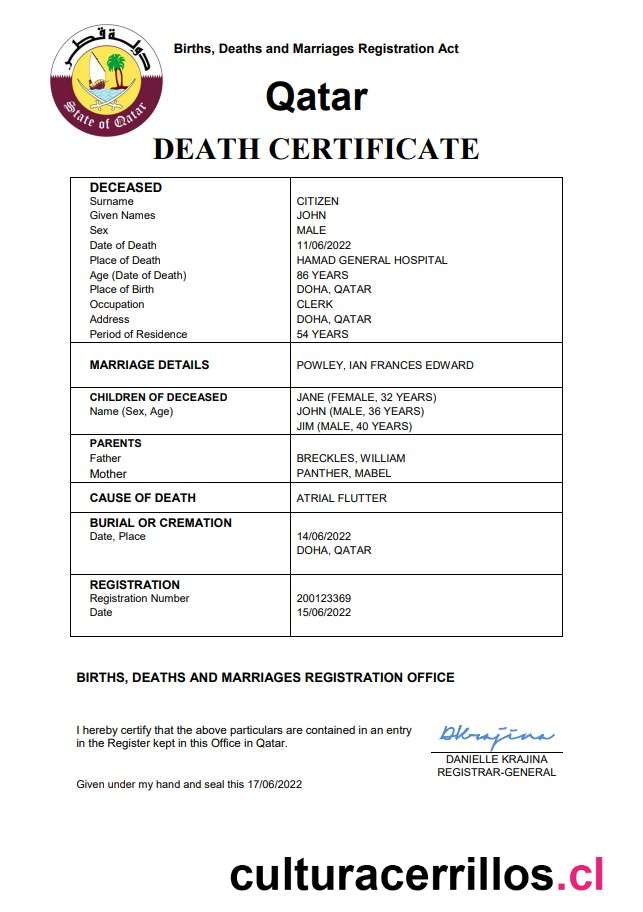 دولة قطر
State of Qatar
Births, Deaths and Marriages Registration Act
Qatar
DEATH CERTIFICATE
DECEASED
Surname CITIZEN
Given Names JOHN
Sex MALE
Date of Death 11/06/2022
Place of Death HAMAD GENERAL HOSPITAL
Age (Date of Death) 86 YEARS
Place of Birth DOHA, QATAR
Occupation CLERK
Address DOHA, QATAR
Period of Residence 54 YEARS
MARRIAGE DETAILS POWLEY, IAN FRANCES EDWARD
CHILDREN OF DECEASED JANE (FEMALE, 32 YEARS)
Name (Sex, Age) JOHN (MALE, 36 YEARS)
JIM (MALE, 40 YEARS)
PARENTS
Father BRECKLES, WILLIAM
Mother PANTHER, MABEL
CAUSE OF DEATH ATRIAL FLUTTER
BURIAL OR CREMATION
Date, Place 14/06/2022
DOHA, QATAR
REGISTRATION
Registration Number 200123369
Date 15/06/2022
BIRTHS, DEATHS AND MARRIAGES REGISTRATION OFFICE
I hereby certify that the above particulars are contained in an entry
in the Register kept in this Office in Qatar.
DKrajina
DANIELLE KRAJINA
REGISTRAR-GENERAL
Given under my hand and seal this 17/06/2022
culturacerrillos.cl